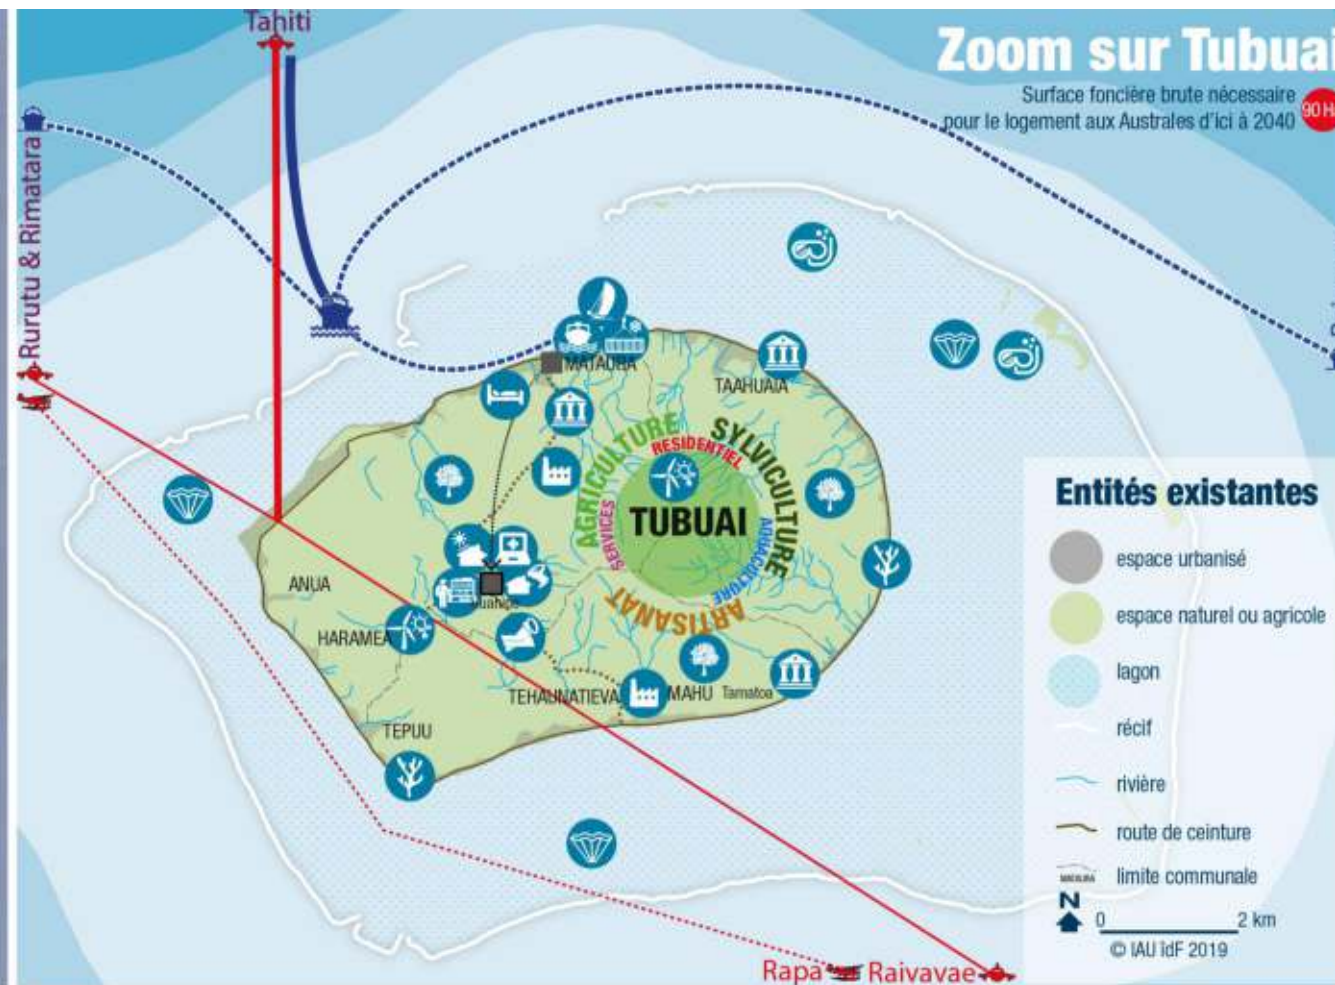 Tahiti
Zoom sur Tubuai
Surface foncière brute nécessaire
pour le logement aux Australes d'ici à 2040
90 H
Rurutu & Rimatara
MATAURA
TAAHUAIA
AGRICULTURE
SYLVICULTURE
RESIDENTIEL
SERVICES
TUBUAI
AQUACULTURE
ARTISANAT
ANUA
HARAMEA
TEHAUNATIEVA
MAHU
Tamatoa
TEPUU
Entités existantes
espace urbanisé
espace naturel ou agricole
lagon
récif
rivière
route de ceinture
limite communale
N
0 2 km
© IAU îdF 2019
Rapa
Raivavae